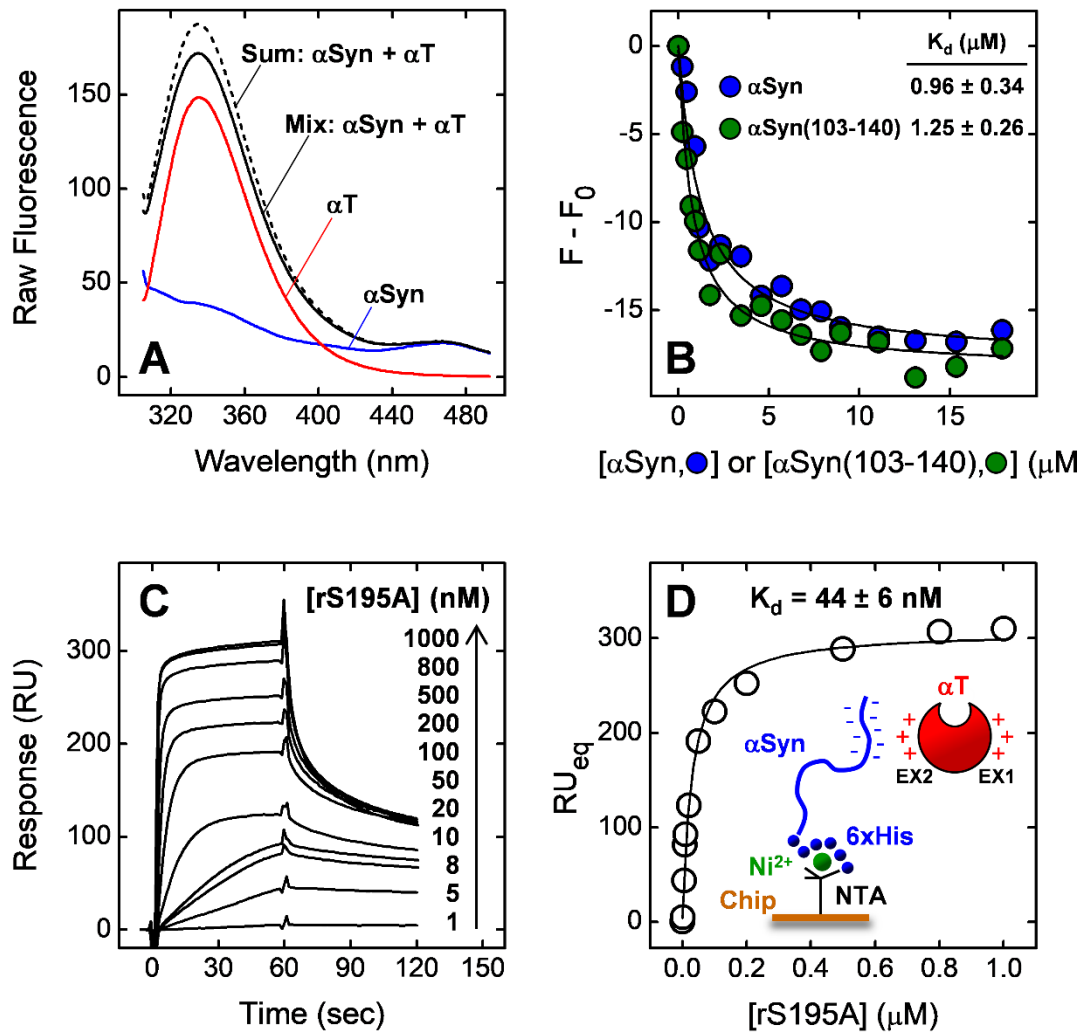 A
Raw Fluorescence
150
100
50
0
Sum: αSyn + αT
Mix: αSyn + αT
αT
αSyn
320 360 400 440 480
Wavelength (nm)
B
F - F0
0
-5
-10
-15
Kd (μM)
αSyn 0.96 ± 0.34
αSyn(103-140) 1.25 ± 0.26
0 5 10 15
[αSyn,] or [αSyn(103-140),] (μM
C
[rS195A] (nM)
Response (RU)
300
200
100
0
1000
800
500
200
100
50
20
10
8
5
1
0 30 60 90 120
Time (sec)
D
Kd = 44 ± 6 nM
RUeq
300
200
100
0
αT
αSyn
EX2 EX1
6xHis
Ni2+
NTA
Chip
0.0 0.2 0.4 0.6 0.8 1.0
[rS195A] (μM)